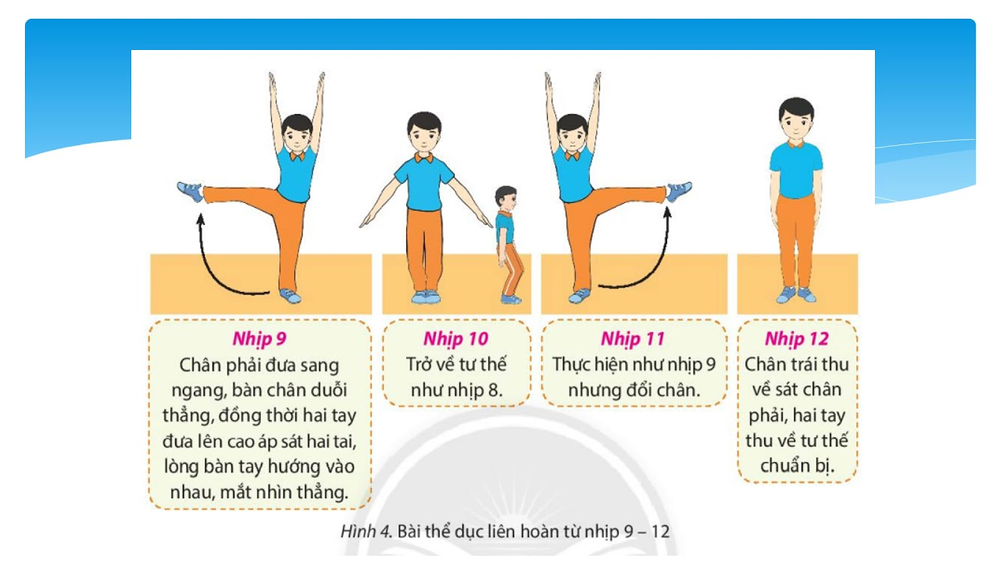 Nhịp 9
Chân phải đưa sang
ngang, bàn chân duỗi
thẳng, đồng thời hai tay
đưa lên cao áp sát hai tai,
lòng bàn tay hướng vào
nhau, mắt nhìn thẳng.
Nhịp 10
Trở về tư thế
như nhịp 8.
Nhịp 11
Thực hiện như nhịp 9
nhưng đổi chân.
Nhịp 12
Chân trái thu
về sát chân
phải, hai tay
thu về tư thế
chuẩn bị.
Hình 4. Bài thể dục liên hoàn từ nhịp 9 – 12